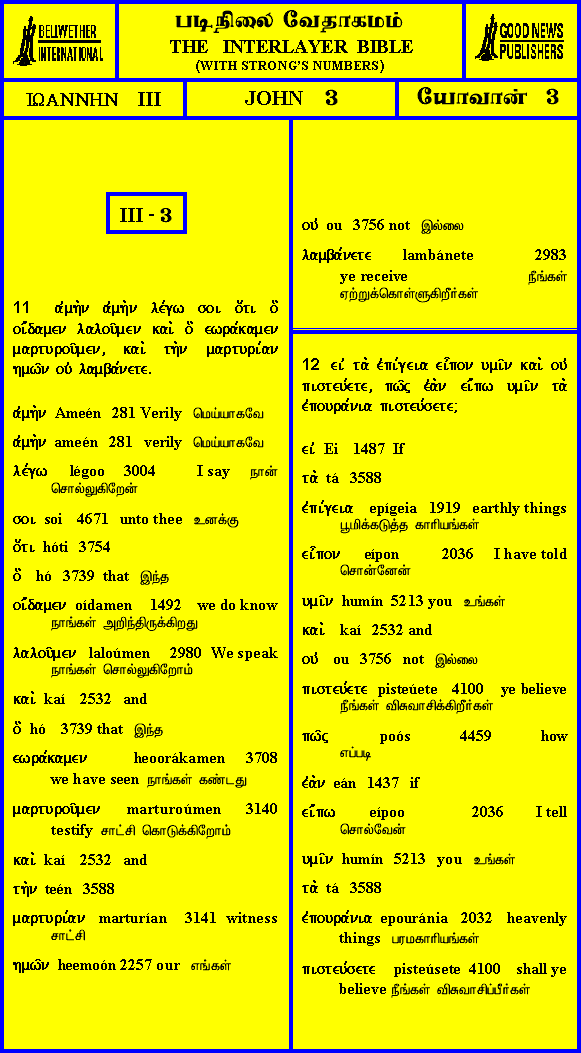 BELLWETHER
INTERNATIONAL
படிநிலை வேதாகமம்
THE INTERLAYER BIBLE
(WITH STRONG'S NUMBERS)
GOOD NEWS
PUBLISHERS
ΙΩΑΝΝΗΝ III
JOHN 3
யோவான் 3
III - 3
11 ἀμὴν ἀμὴν λέγω σοι ὅτι ὃ
οἴδαμεν λαλοῦμεν καὶ ὃ εωράκαμεν
μαρτυροῦμεν, καὶ τὴν μαρτυρίαν
ημῶν οὐ λαμβάνετε.
ἀμὴν Ameén 281 Verily மெய்யாகவே
ἀμὴν ameén 281 verily மெய்யாகவே
λέγω légoo 3004 I say நான்
சொல்லுகிறேன்
σοι soi 4671 unto thee உனக்கு
ὅτι hóti 3754
ὃ hó 3739 that இந்த
οἴδαμεν oídamen 1492 we do know
நாங்கள் அறிந்திருக்கிறது
λαλοῦμεν laloúmen 2980 We speak
நாங்கள் சொல்லுகிறோம்
καὶ kaí 2532 and
ὃ hó 3739 that இந்த
εωράκαμεν heoorákamen 3708
we have seen நாங்கள் கண்டது
μαρτυροῦμεν marturoúmen 3140
testify சாட்சி கொடுக்கிறோம்
καὶ kaí 2532 and
τὴν teén 3588
μαρτυρίαν marturían 3141 witness
சாட்சி
ημῶν heemoón 2257 our எங்கள்
οὐ ou 3756 not இல்லை
λαμβάνετε lambánete 2983
ye receive நீங்கள்
ஏற்றுக்கொள்ளுகிறீர்கள்
12 εἰ τὰ ἐπίγεια εἶπον υμῖν καὶ οὐ
πιστεύετε, πῶς ἐὰν εἴπω υμῖν τὰ
ἐπουράνια πιστεύσετε;
εἰ Ei 1487 If
τὰ tá 3588
ἐπίγεια epígeia 1919 earthly things
பூமிக்கடுத்த காரியங்கள்
εἶπον eípon 2036 I have told
சொன்னேன்
υμῖν humín 5213 you உங்கள்
καὶ kaí 2532 and
οὐ ou 3756 not இல்லை
πιστεύετε pisteúete 4100 ye believe
நீங்கள் விசுவாசிக்கிறீர்கள்
πῶς poós 4459 how
எப்படி
ἐὰν eán 1437 if
εἴπω eípoo 2036 I tell
சொல்வேன்
υμῖν humín 5213 you உங்கள்
τὰ tá 3588
ἐπουράνια epouránia 2032 heavenly
things பரமகாரியங்கள்
πιστεύσετε pisteúsete 4100 shall ye
believe நீங்கள் விசுவாசிப்பீர்கள்